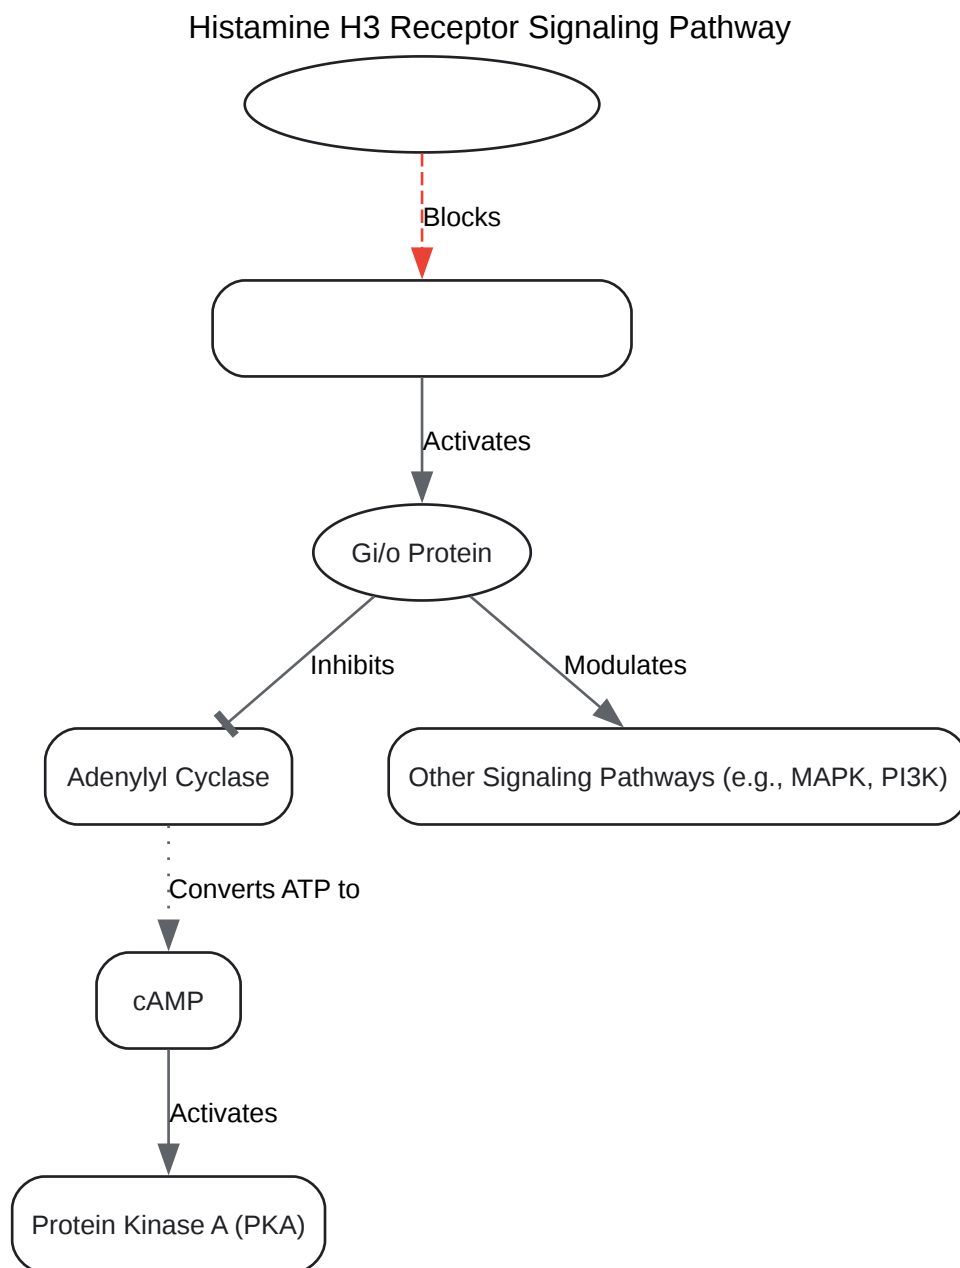 Histamine H3 Receptor Signaling Pathway
Blocks
Activates
Gi/o Protein
Inhibits
Modulates
Adenylyl Cyclase
Other Signaling Pathways (e.g., MAPK, PI3K)
Converts ATP to
cAMP
Activates
Protein Kinase A (PKA)